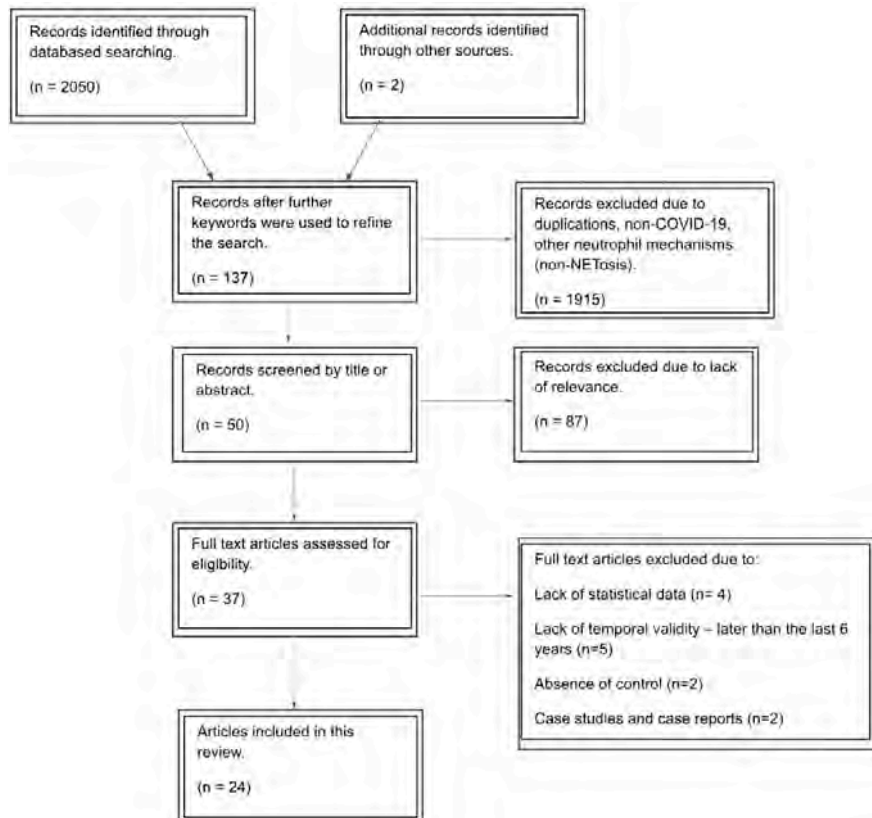 Records identified through
databased searching.
(n = 2050)
Additional records identified
through other sources.
(n = 2)
Records after further
keywords were used to refine
the search.
(n = 137)
Records excluded due to
duplications, non-COVID-19,
other neutrophil mechanisms
(non-NETosis).
(n = 1915)
Records screened by title or
abstract.
(n = 50)
Records excluded due to lack
of relevance.
(n = 87)
Full text articles assessed for
eligibility.
(n = 37)
Full text articles excluded due to:
Lack of statistical data (n= 4)
Lack of temporal validity – later than the last 6
years (n=5)
Absence of control (n=2)
Case studies and case reports (n=2)
Articles included in this
review.
(n = 24)